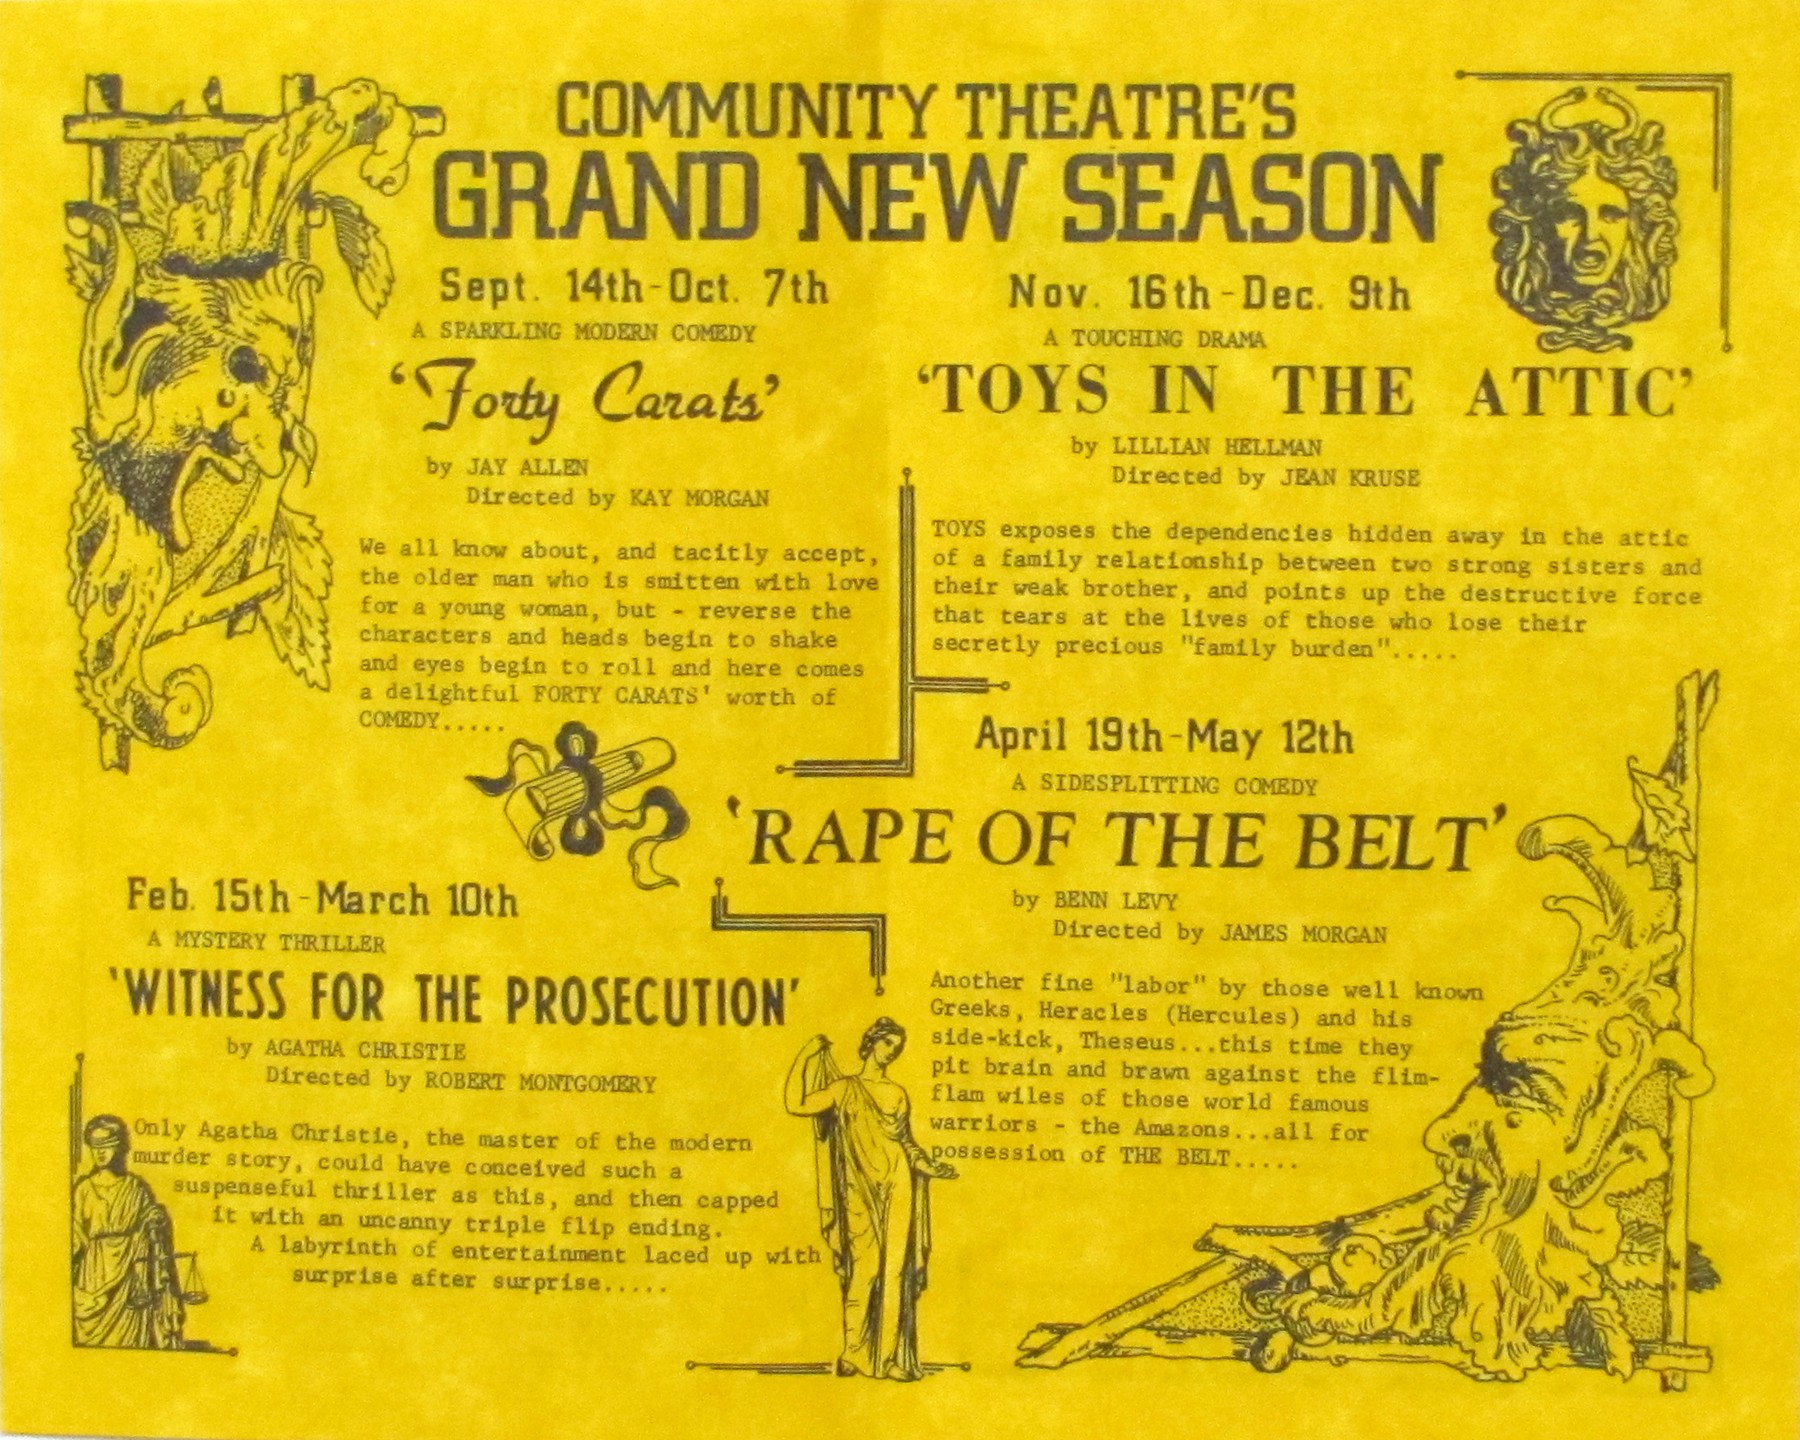 COMMUNITY THEATRE'S
GRAND NEW SEASON
Sept. 14th-Oct. 7th
A SPARKLING MODERN COMEDY
'Forty Carats'
by JAY ALLEN
Directed by KAY MORGAN
We all know about, and tacitly accept,
the older man who is smitten with love
for a young woman, but - reverse the
characters and heads begin to shake
and eyes begin to roll and here comes
a delightful FORTY CARATS' worth of
COMEDY.....
Nov. 16th-Dec. 9th
A TOUCHING DRAMA
'TOYS IN THE ATTIC'
by LILLIAN HELLMAN
Directed by JEAN KRUSE
TOYS exposes the dependencies hidden away in the attic
of a family relationship between two strong sisters and
their weak brother, and points up the destructive force
that tears at the lives of those who lose their
secretly precious "family burden".....
Feb. 15th-March 10th
A MYSTERY THRILLER
'WITNESS FOR THE PROSECUTION'
by AGATHA CHRISTIE
Directed by ROBERT MONTGOMERY
Only Agatha Christie, the master of the modern
murder story, could have conceived such a
suspenseful thriller as this, and then capped
it with an uncanny triple flip ending.
A labyrinth of entertainment laced up with
surprise after surprise.....
April 19th-May 12th
A SIDESPLITTING COMEDY
'RAPE OF THE BELT'
by BENN LEVY
Directed by JAMES MORGAN
Another fine "labor" by those well known
Greeks, Heracles (Hercules) and his
side-kick, Theseus...this time they
pit brain and brawn against the flim-
flam wiles of those world famous
warriors - the Amazons...all for
possession of THE BELT.....